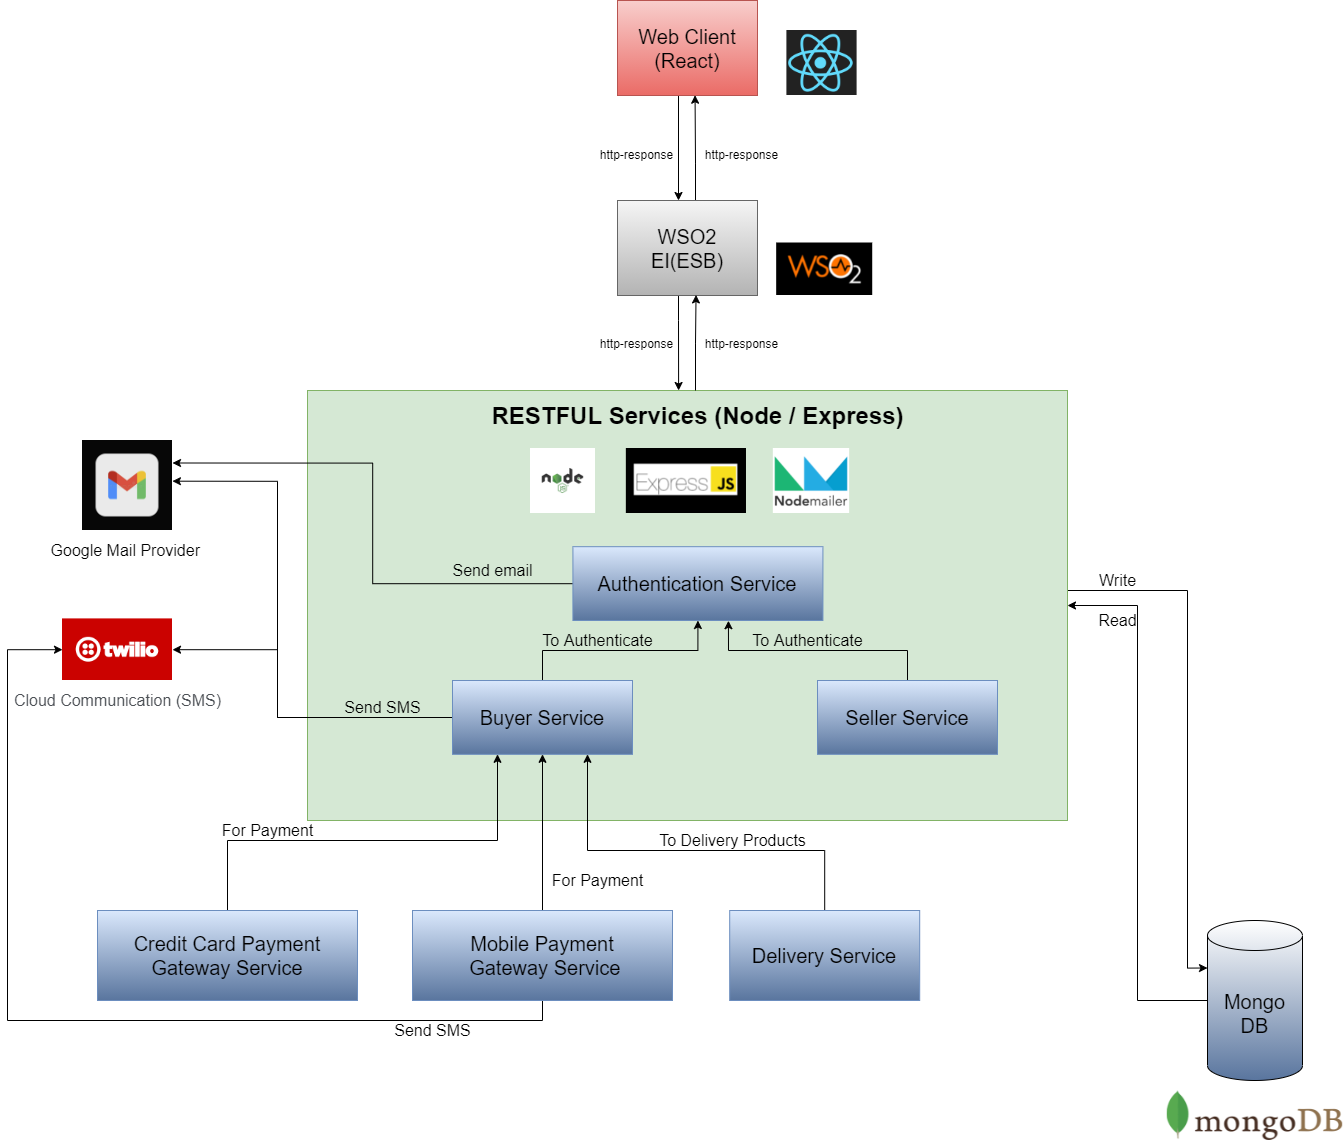 Web Client
(React)
http-response
http-response
WSO2
EI(ESB)
WSO2
http-response
http-response
RESTFUL Services (Node / Express)
node
JS
Express JS
Nodemailer
Google Mail Provider
Send email
Authentication Service
Write
Read
twilio
Cloud Communication (SMS)
To Authenticate
To Authenticate
Send SMS
Buyer Service
Seller Service
For Payment
To Delivery Products
For Payment
Credit Card Payment
Gateway Service
Mobile Payment
Gateway Service
Delivery Service
Send SMS
Mongo
DB
mongoDB